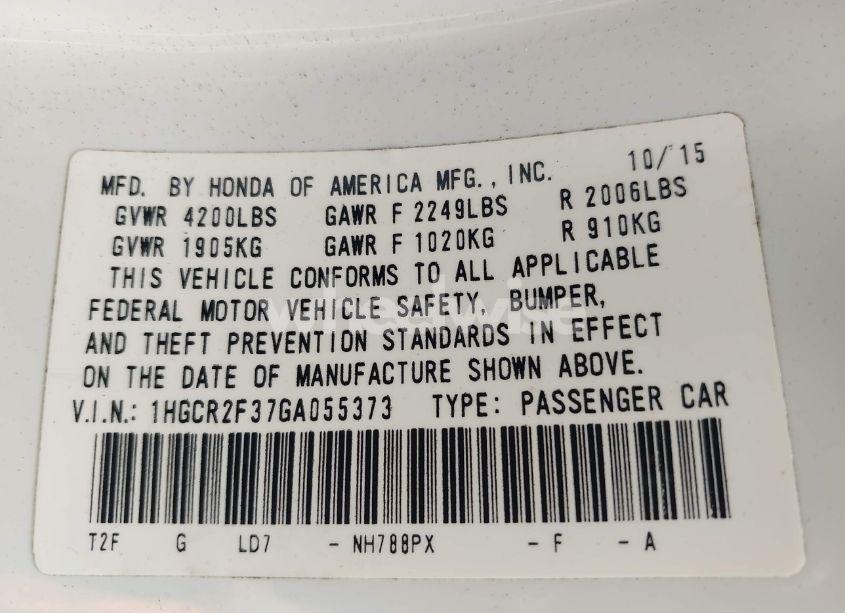 MFD. BY HONDA OF AMERICA MFG., INC. 10/15
GVWR 4200LBS GAWR F 2249LBS R 2006LBS
GVWR 1905KG GAWR F 1020KG R 910KG
THIS VEHICLE CONFORMS TO ALL APPLICABLE
FEDERAL MOTOR VEHICLE SAFETY, BUMPER,
AND THEFT PREVENTION STANDARDS IN EFFECT
ON THE DATE OF MANUFACTURE SHOWN ABOVE.
V.I.N.: 1HGCR2F37GA055373 TYPE: PASSENGER CAR
T2F G LD7 - NH788PX - F - A